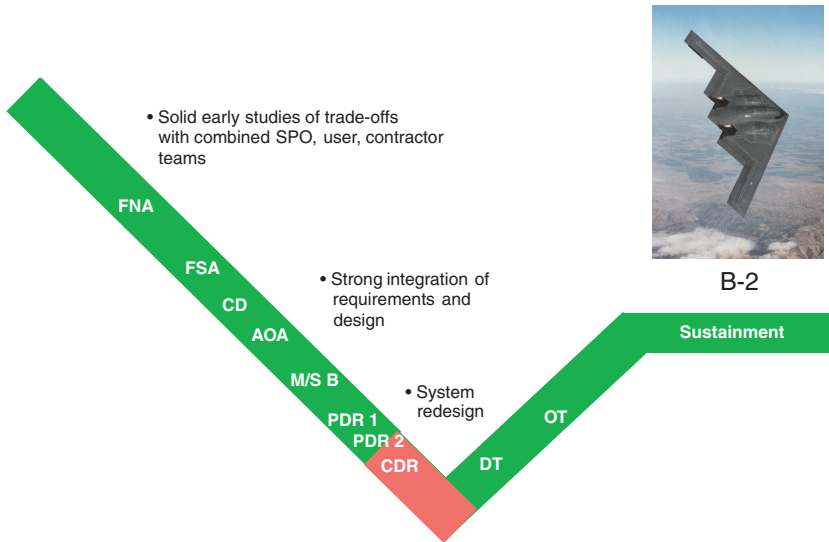 • Solid early studies of trade-offs
with combined SPO, user, contractor
teams
FNA
FSA
• Strong integration of
requirements and
design
B-2
CD
AOA
Sustainment
M/S B
• System
redesign
PDR 1
OT
PDR 2
CDR
DT